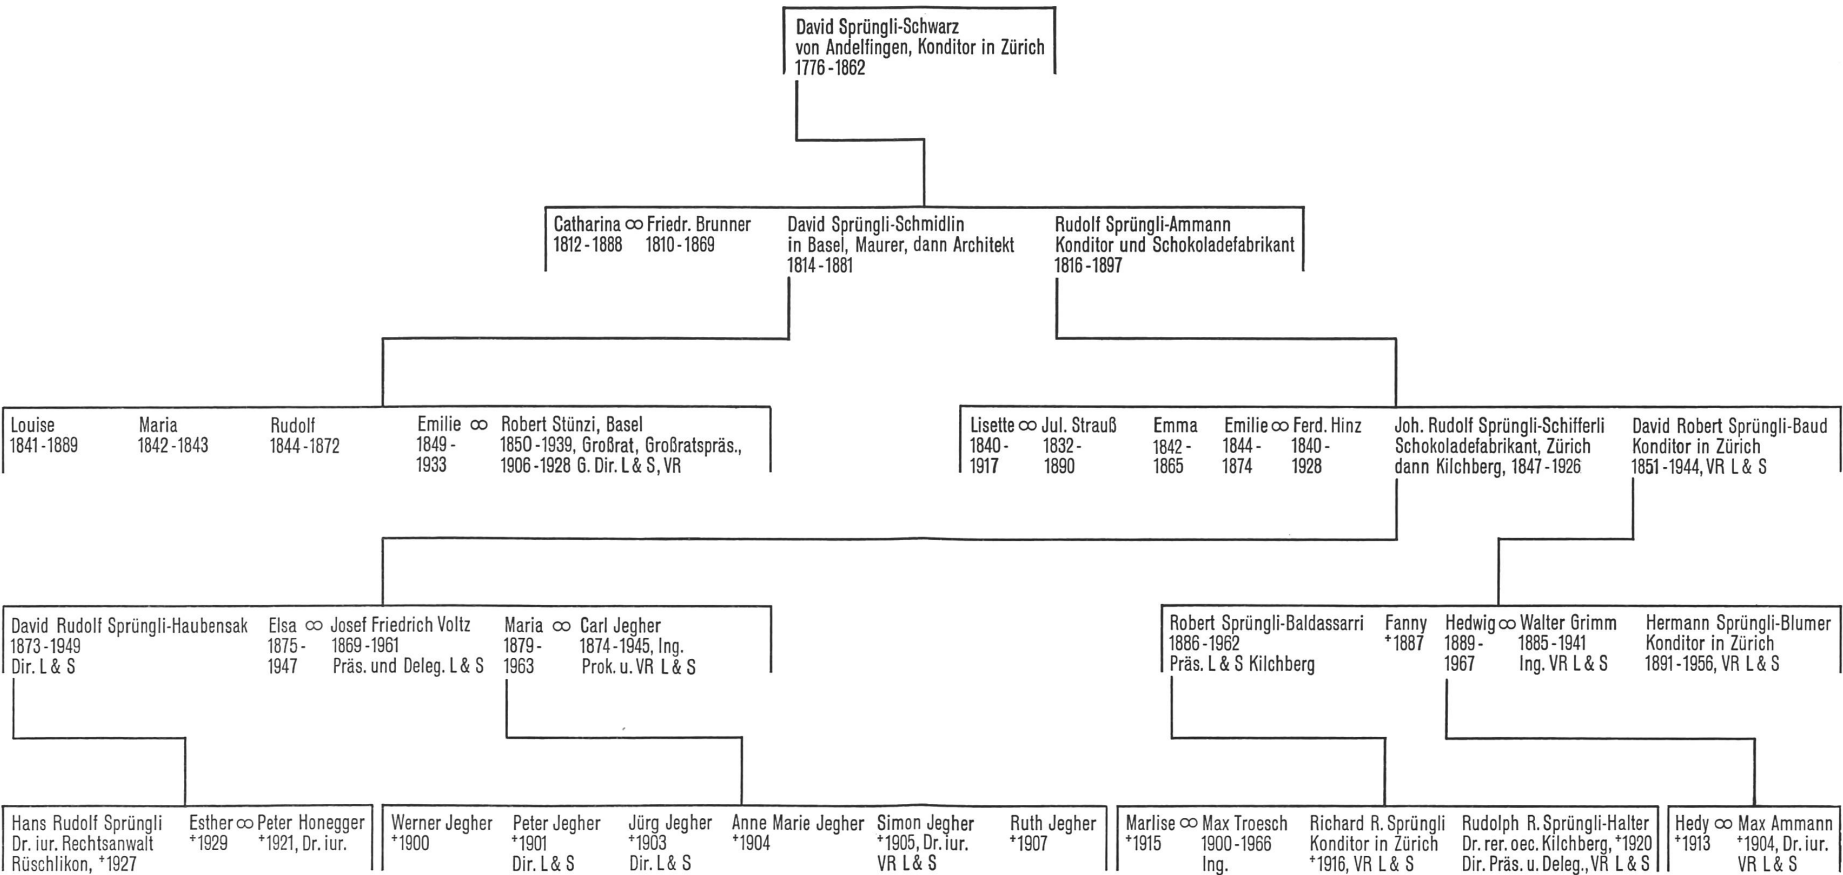 David Sprüngli-Schwarz
von Andelfingen, Konditor in Zürich
1776-1862
Catharina ∞ Friedr. Brunner
1812-1888 1810-1869
David Sprüngli-Schmidlin
in Basel, Maurer, dann Architekt
1814-1881
Rudolf Sprüngli-Ammann
Konditor und Schokoladefabrikant
1816-1897
Louise
1841-1889
Maria
1842-1843
Rudolf
1844-1872
Emilie ∞
1849-
1933
Robert Stünzi, Basel
1850-1939, Großrat, Großratspräs.,
1906-1928 G. Dir. L & S, VR
Lisette ∞ Jul. Strauß
1840- 1832-
1917 1890
Emma
1842-
1865
Emilie ∞ Ferd. Hinz
1844- 1840-
1874 1928
Joh. Rudolf Sprüngli-Schifferli
Schokoladefabrikant, Zürich
dann Kilchberg, 1847-1926
David Robert Sprüngli-Baud
Konditor in Zürich
1851-1944, VR L & S
David Rudolf Sprüngli-Haubensak
1873-1949
Dir. L & S
Elsa ∞ Josef Friedrich Voltz
1875- 1869-1961
1947 Präs. und Deleg. L & S
Maria ∞ Carl Jegher
1879- 1874-1945, Ing.
1963 Prok. u. VR L & S
Robert Sprüngli-Baldassarri
1886-1962
Präs. L & S Kilchberg
Fanny
+1887
Hedwig ∞ Walter Grimm
1889- 1885-1941
1967 Ing. VR L & S
Hermann Sprüngli-Blumer
Konditor in Zürich
1891-1956, VR L & S
Hans Rudolf Sprüngli
Dr. iur. Rechtsanwalt
Rüschlikon, +1927
Esther ∞ Peter Honegger
+1929 +1921, Dr. iur.
Werner Jegher
+1900
Peter Jegher
+1901
Dir. L & S
Jürg Jegher
+1903
Dir. L & S
Anne Marie Jegher
+1904
Simon Jegher
+1905, Dr. iur.
VR L & S
Ruth Jegher
+1907
Marlise ∞ Max Troesch
+1915 1900-1966
Ing.
Richard R. Sprüngli
Konditor in Zürich
+1916, VR L & S
Rudolph R. Sprüngli-Halter
Dr. rer. oec. Kilchberg, +1920
Dir. Präs. u. Deleg., VR L & S
Hedy ∞ Max Ammann
+1913 +1904, Dr. iur.
VR L & S